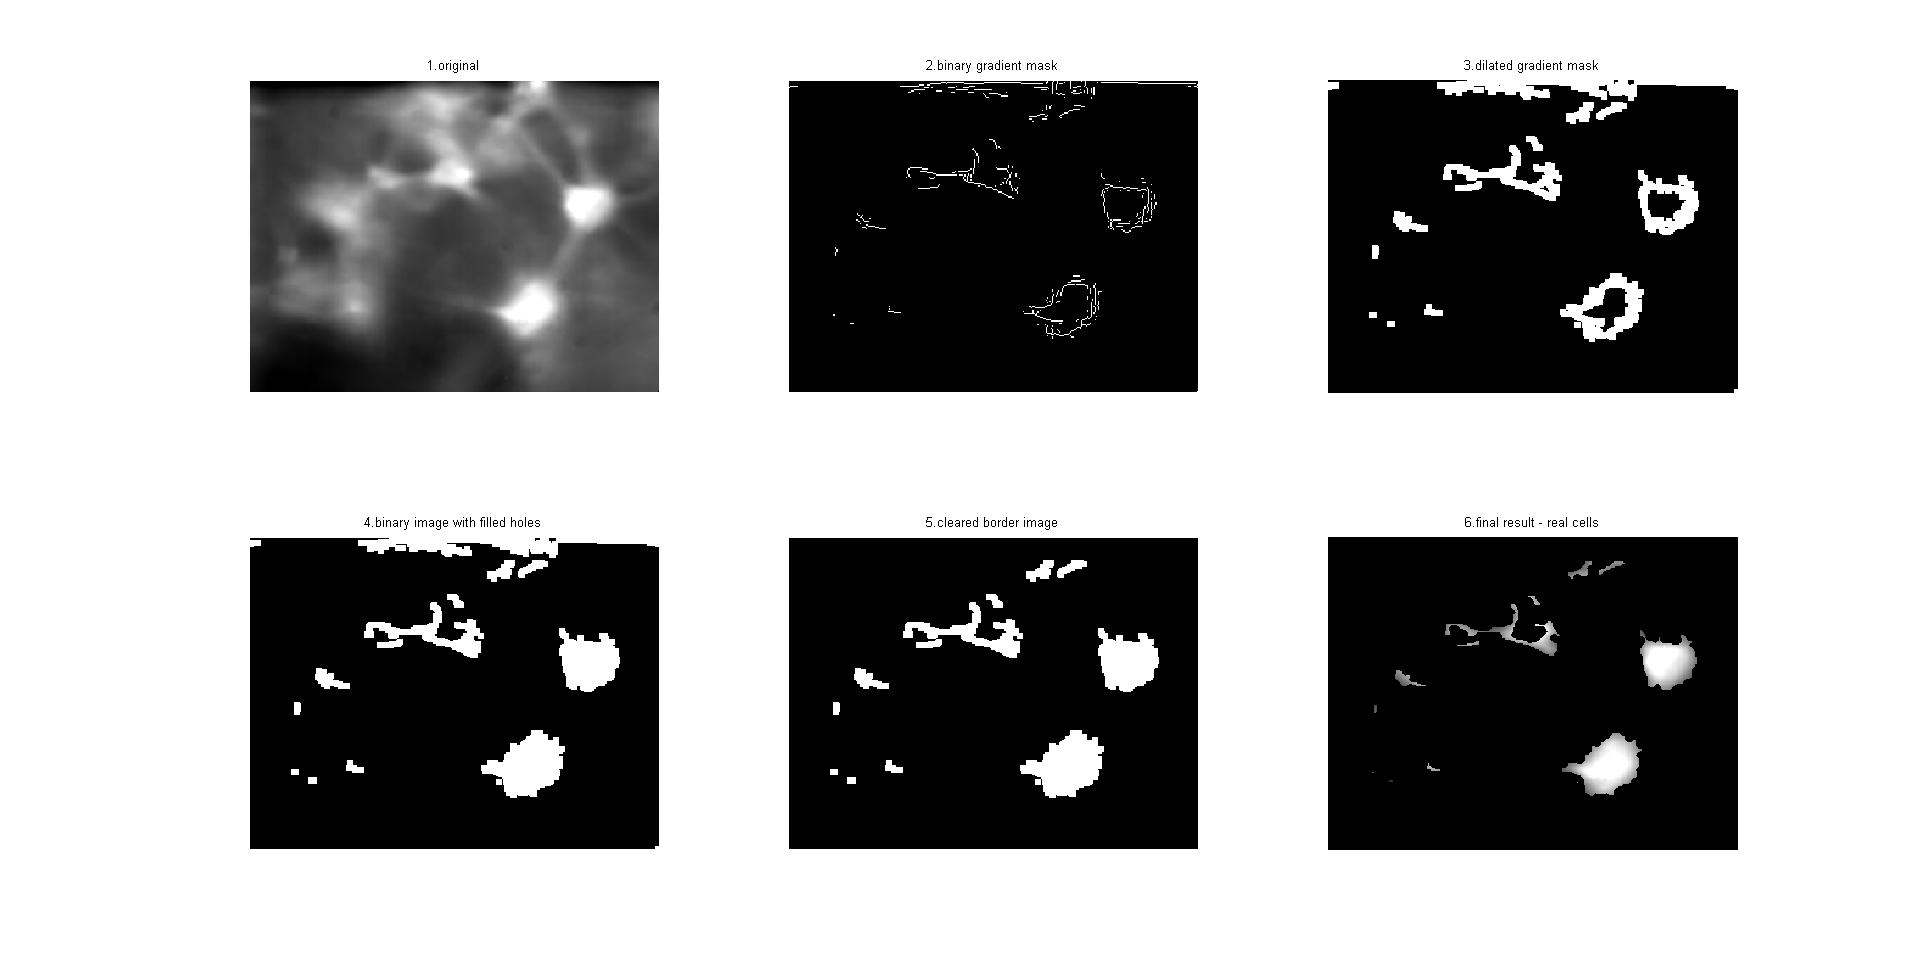 1.original
2.binary gradient mask
3.dilated gradient mask
4.binary image with filled holes
5.cleared border image
6.final result - real cells